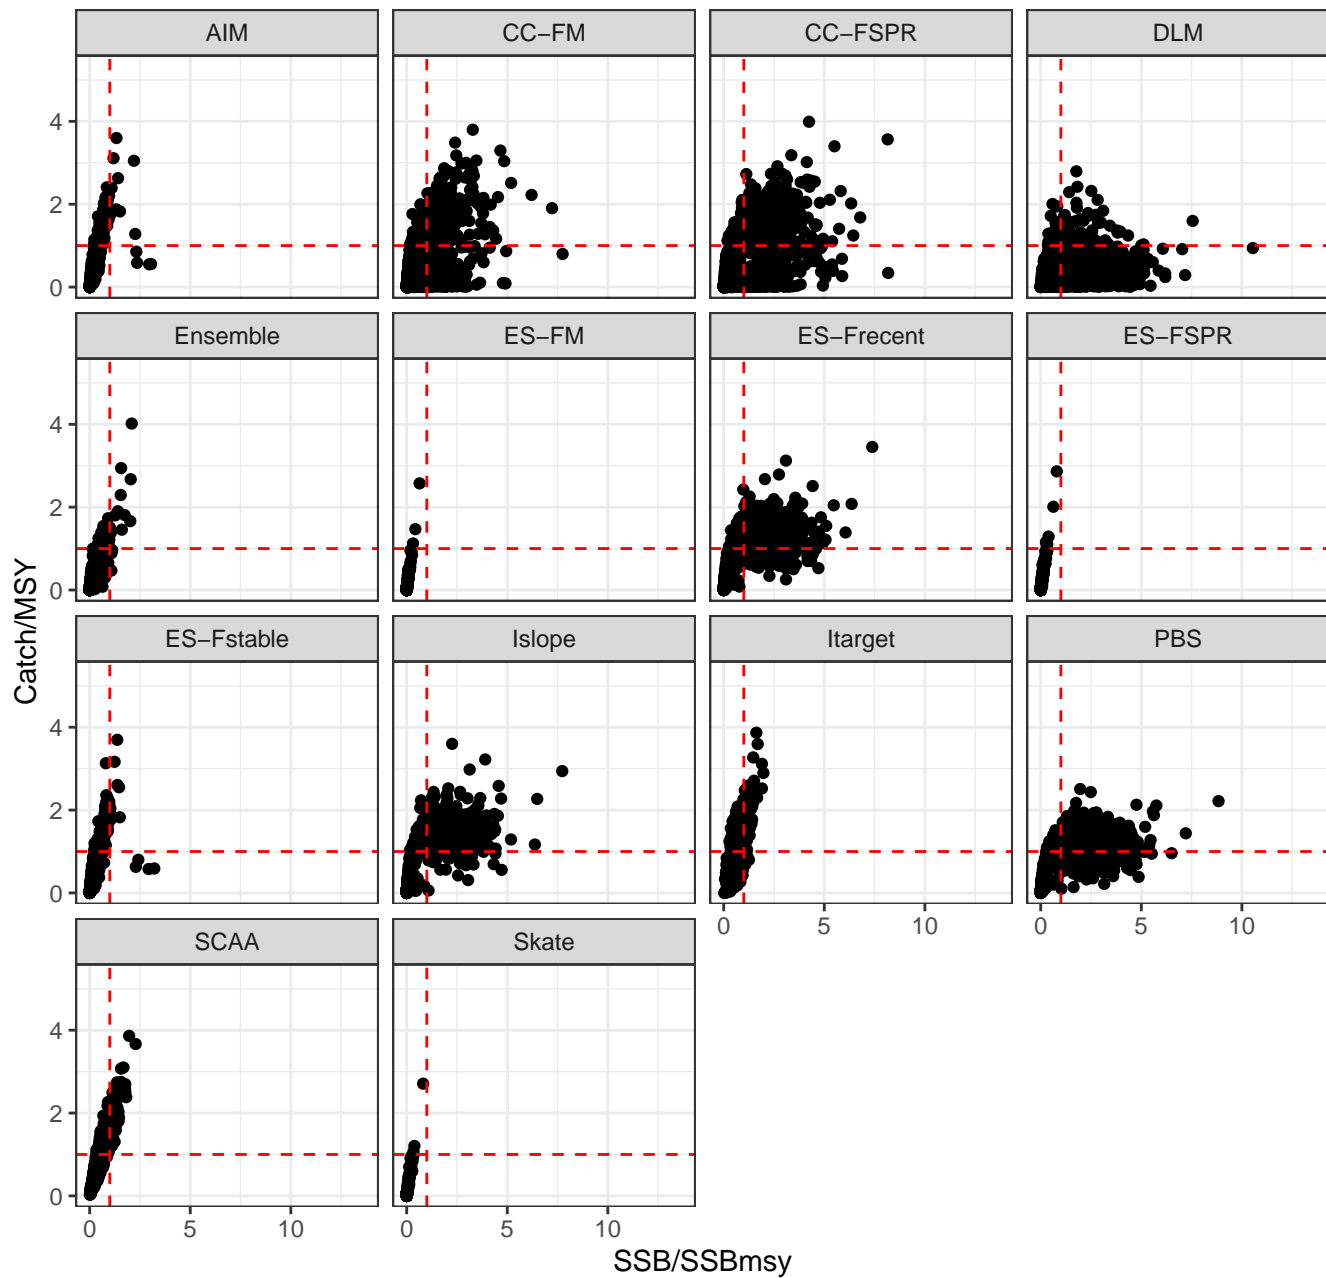 AIM CC−FM CC−FSPR DLM
4
2
0
Ensemble ES−FM ES−Frecent ES−FSPR
4
2
0
ES−Fstable Islope Itarget PBS
4
2
0
0 5 10 0 5 10
SCAA Skate
4
2
0
0 5 10 0 5 10
SSB/SSBmsy
Catch/MSY